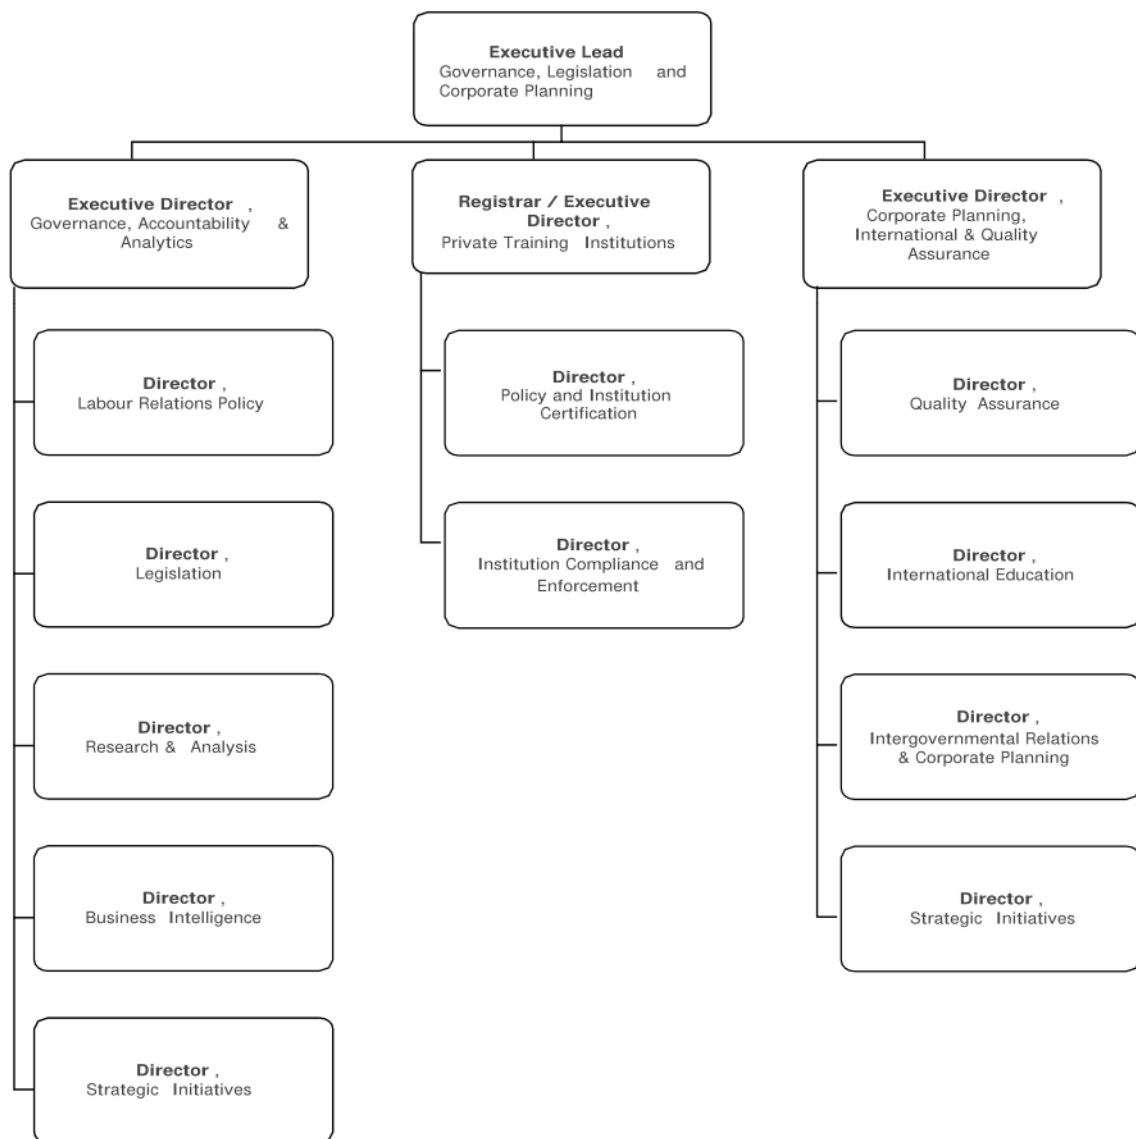 Executive Lead
Governance, Legislation and
Corporate Planning
Executive Director ,
Governance, Accountability &
Analytics
Registrar / Executive
Director ,
Private Training Institutions
Executive Director ,
Corporate Planning,
International & Quality
Assurance
Director ,
Labour Relations Policy
Director ,
Legislation
Director ,
Research & Analysis
Director ,
Business Intelligence
Director ,
Strategic Initiatives
Director ,
Policy and Institution
Certification
Director ,
Institution Compliance and
Enforcement
Director ,
Quality Assurance
Director ,
International Education
Director ,
Intergovernmental Relations
& Corporate Planning
Director ,
Strategic Initiatives